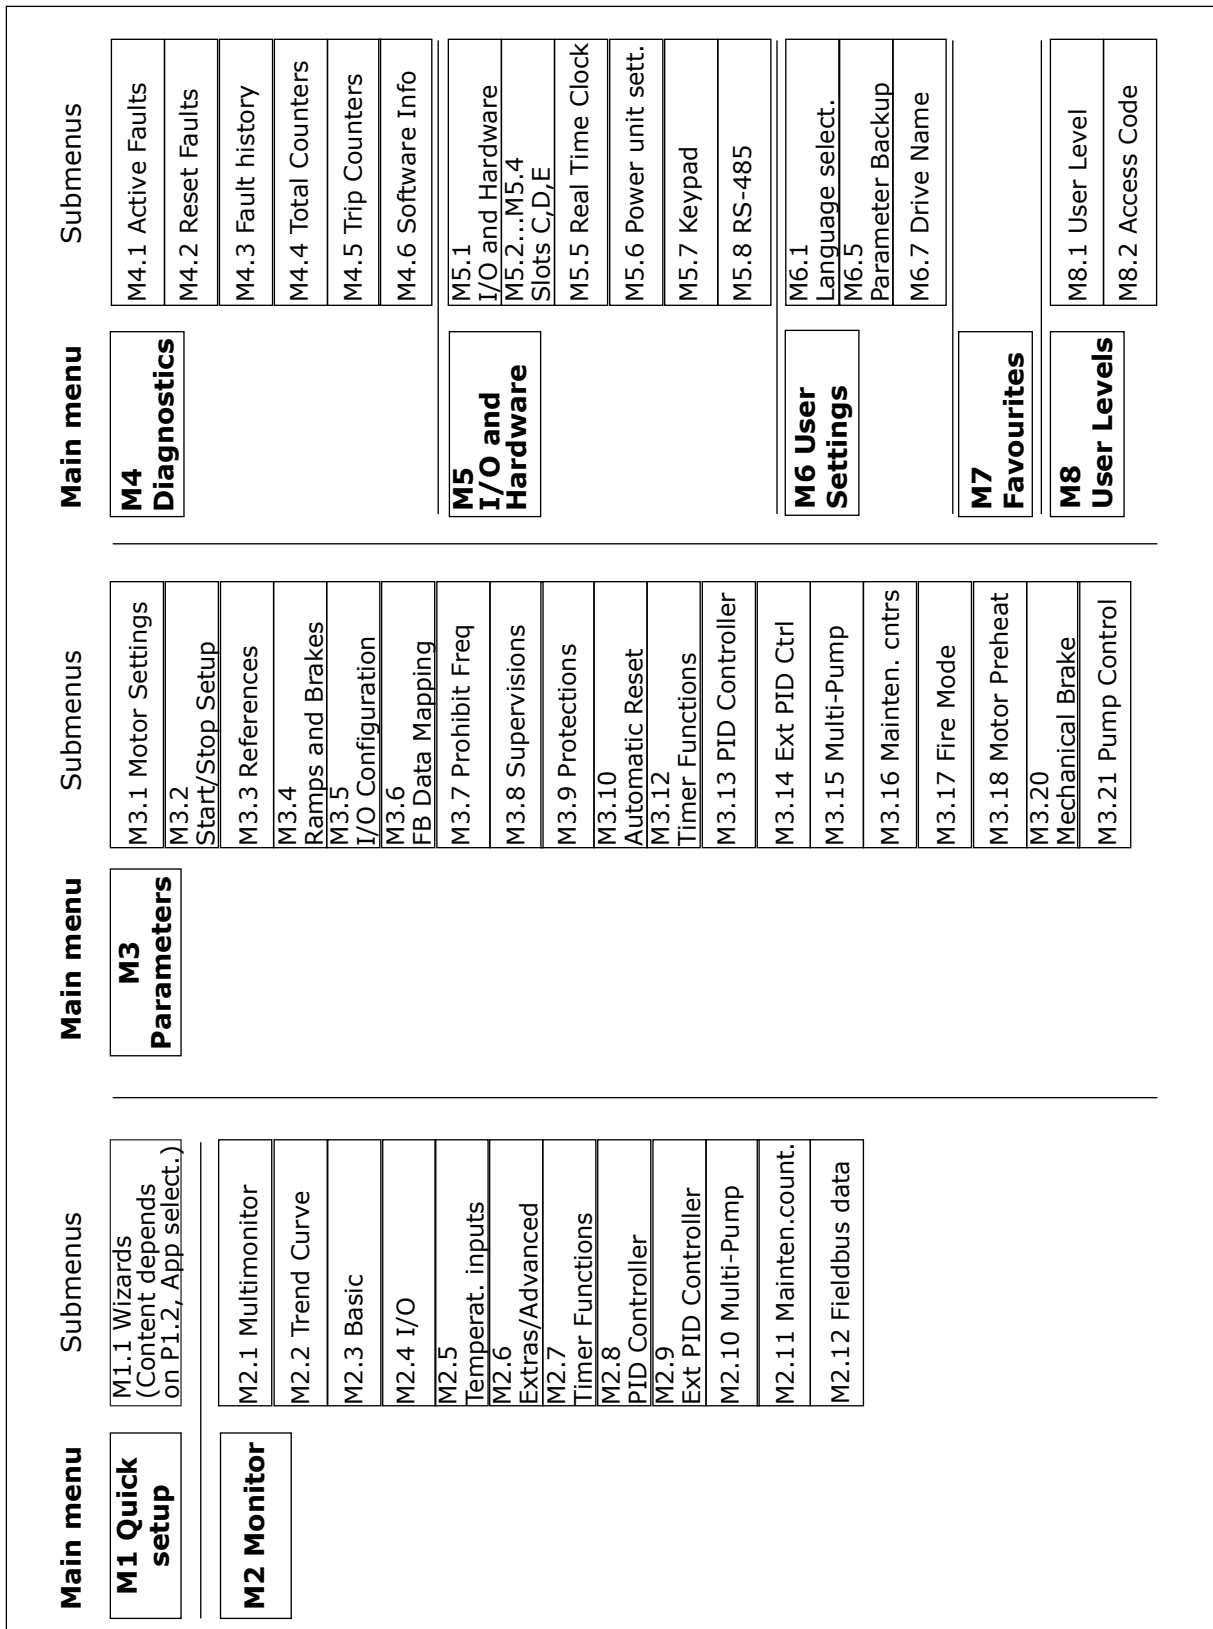 Main menu
Submenus
M1 Quick
setup
M1.1 Wizards
(Content depends
on P1.2, App select.)
M2 Monitor
M2.1 Multimonitor
M2.2 Trend Curve
M2.3 Basic
M2.4 I/O
M2.5
Temperat. inputs
M2.6
Extras/Advanced
M2.7
Timer Functions
M2.8
PID Controller
M2.9
Ext PID Controller
M2.10 Multi-Pump
M2.11 Mainten.count.
M2.12 Fieldbus data
Main menu
Submenus
M3
Parameters
M3.1 Motor Settings
M3.2
Start/Stop Setup
M3.3 References
M3.4
Ramps and Brakes
M3.5
I/O Configuration
M3.6
FB Data Mapping
M3.7 Prohibit Freq
M3.8 Supervisions
M3.9 Protections
M3.10
Automatic Reset
M3.12
Timer Functions
M3.13 PID Controller
M3.14 Ext PID Ctrl
M3.15 Multi-Pump
M3.16 Mainten. cntrs
M3.17 Fire Mode
M3.18 Motor Preheat
M3.20
Mechanical Brake
M3.21 Pump Control
Main menu
Submenus
M4
Diagnostics
M4.1 Active Faults
M4.2 Reset Faults
M4.3 Fault history
M4.4 Total Counters
M4.5 Trip Counters
M4.6 Software Info
M5
I/O and
Hardware
M5.1
I/O and Hardware
M5.2...M5.4
Slots C,D,E
M5.5 Real Time Clock
M5.6 Power unit sett.
M5.7 Keypad
M5.8 RS-485
M6 User
Settings
M6.1
Language select.
M6.5
Parameter Backup
M6.7 Drive Name
M7
Favourites
M8
User Levels
M8.1 User Level
M8.2 Access Code